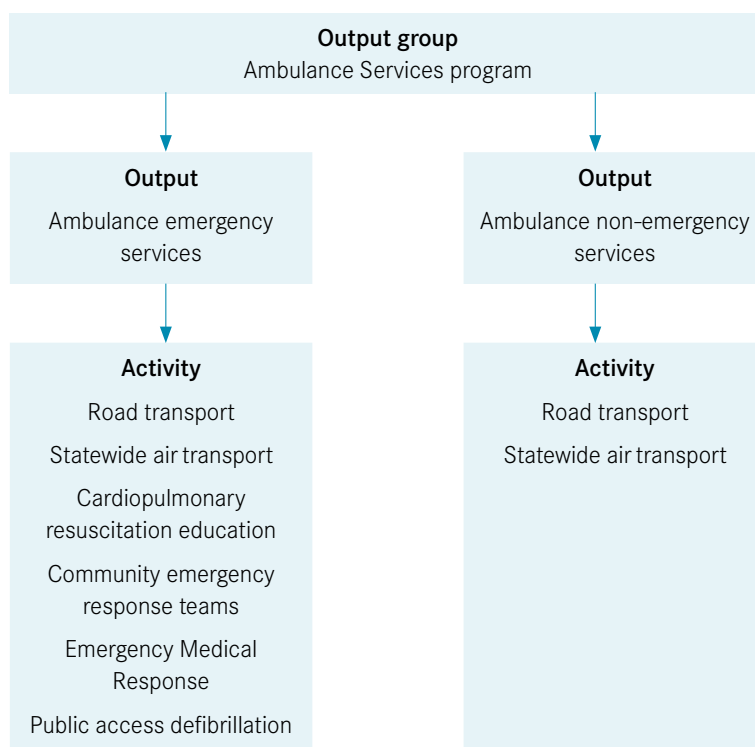 Output group
Ambulance Services program
Output
Ambulance emergency
services
Output
Ambulance non-emergency
services
Activity
Road transport
Statewide air transport
Cardiopulmonary
resuscitation education
Community emergency
response teams
Emergency Medical
Response
Public access defibrillation
Activity
Road transport
Statewide air transport